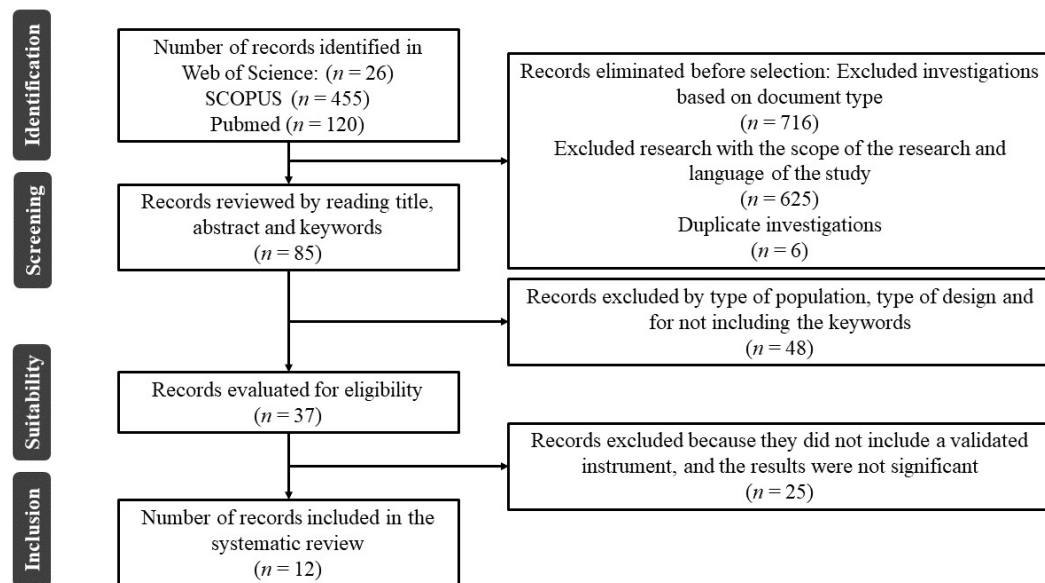 Identification
Number of records identified in
Web of Science: (n = 26)
SCOPUS (n = 455)
Pubmed (n = 120)
Records eliminated before selection: Excluded investigations
based on document type
(n = 716)
Excluded research with the scope of the research and
language of the study
(n = 625)
Duplicate investigations
(n = 6)
Screening
Records reviewed by reading title,
abstract and keywords
(n = 85)
Records excluded by type of population, type of design and
for not including the keywords
(n = 48)
Suitability
Records evaluated for eligibility
(n = 37)
Records excluded because they did not include a validated
instrument, and the results were not significant
(n = 25)
Inclusion
Number of records included in the
systematic review
(n = 12)